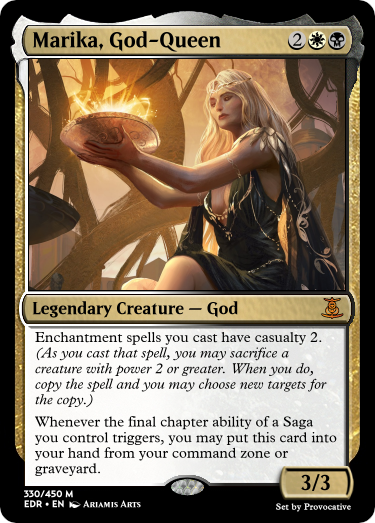 Marika, God-Queen 2
Legendary Creature — God
Enchantment spells you cast have casualty 2.
(As you cast that spell, you may sacrifice a
creature with power 2 or greater. When you do,
copy the spell and you may choose new targets for
the copy.)
Whenever the final chapter ability of a Saga
you control triggers, you may put this card into
your hand from your command zone or
graveyard.
3/3
330/450 M
EDR • EN Ariamis Arts
Set by Provocative